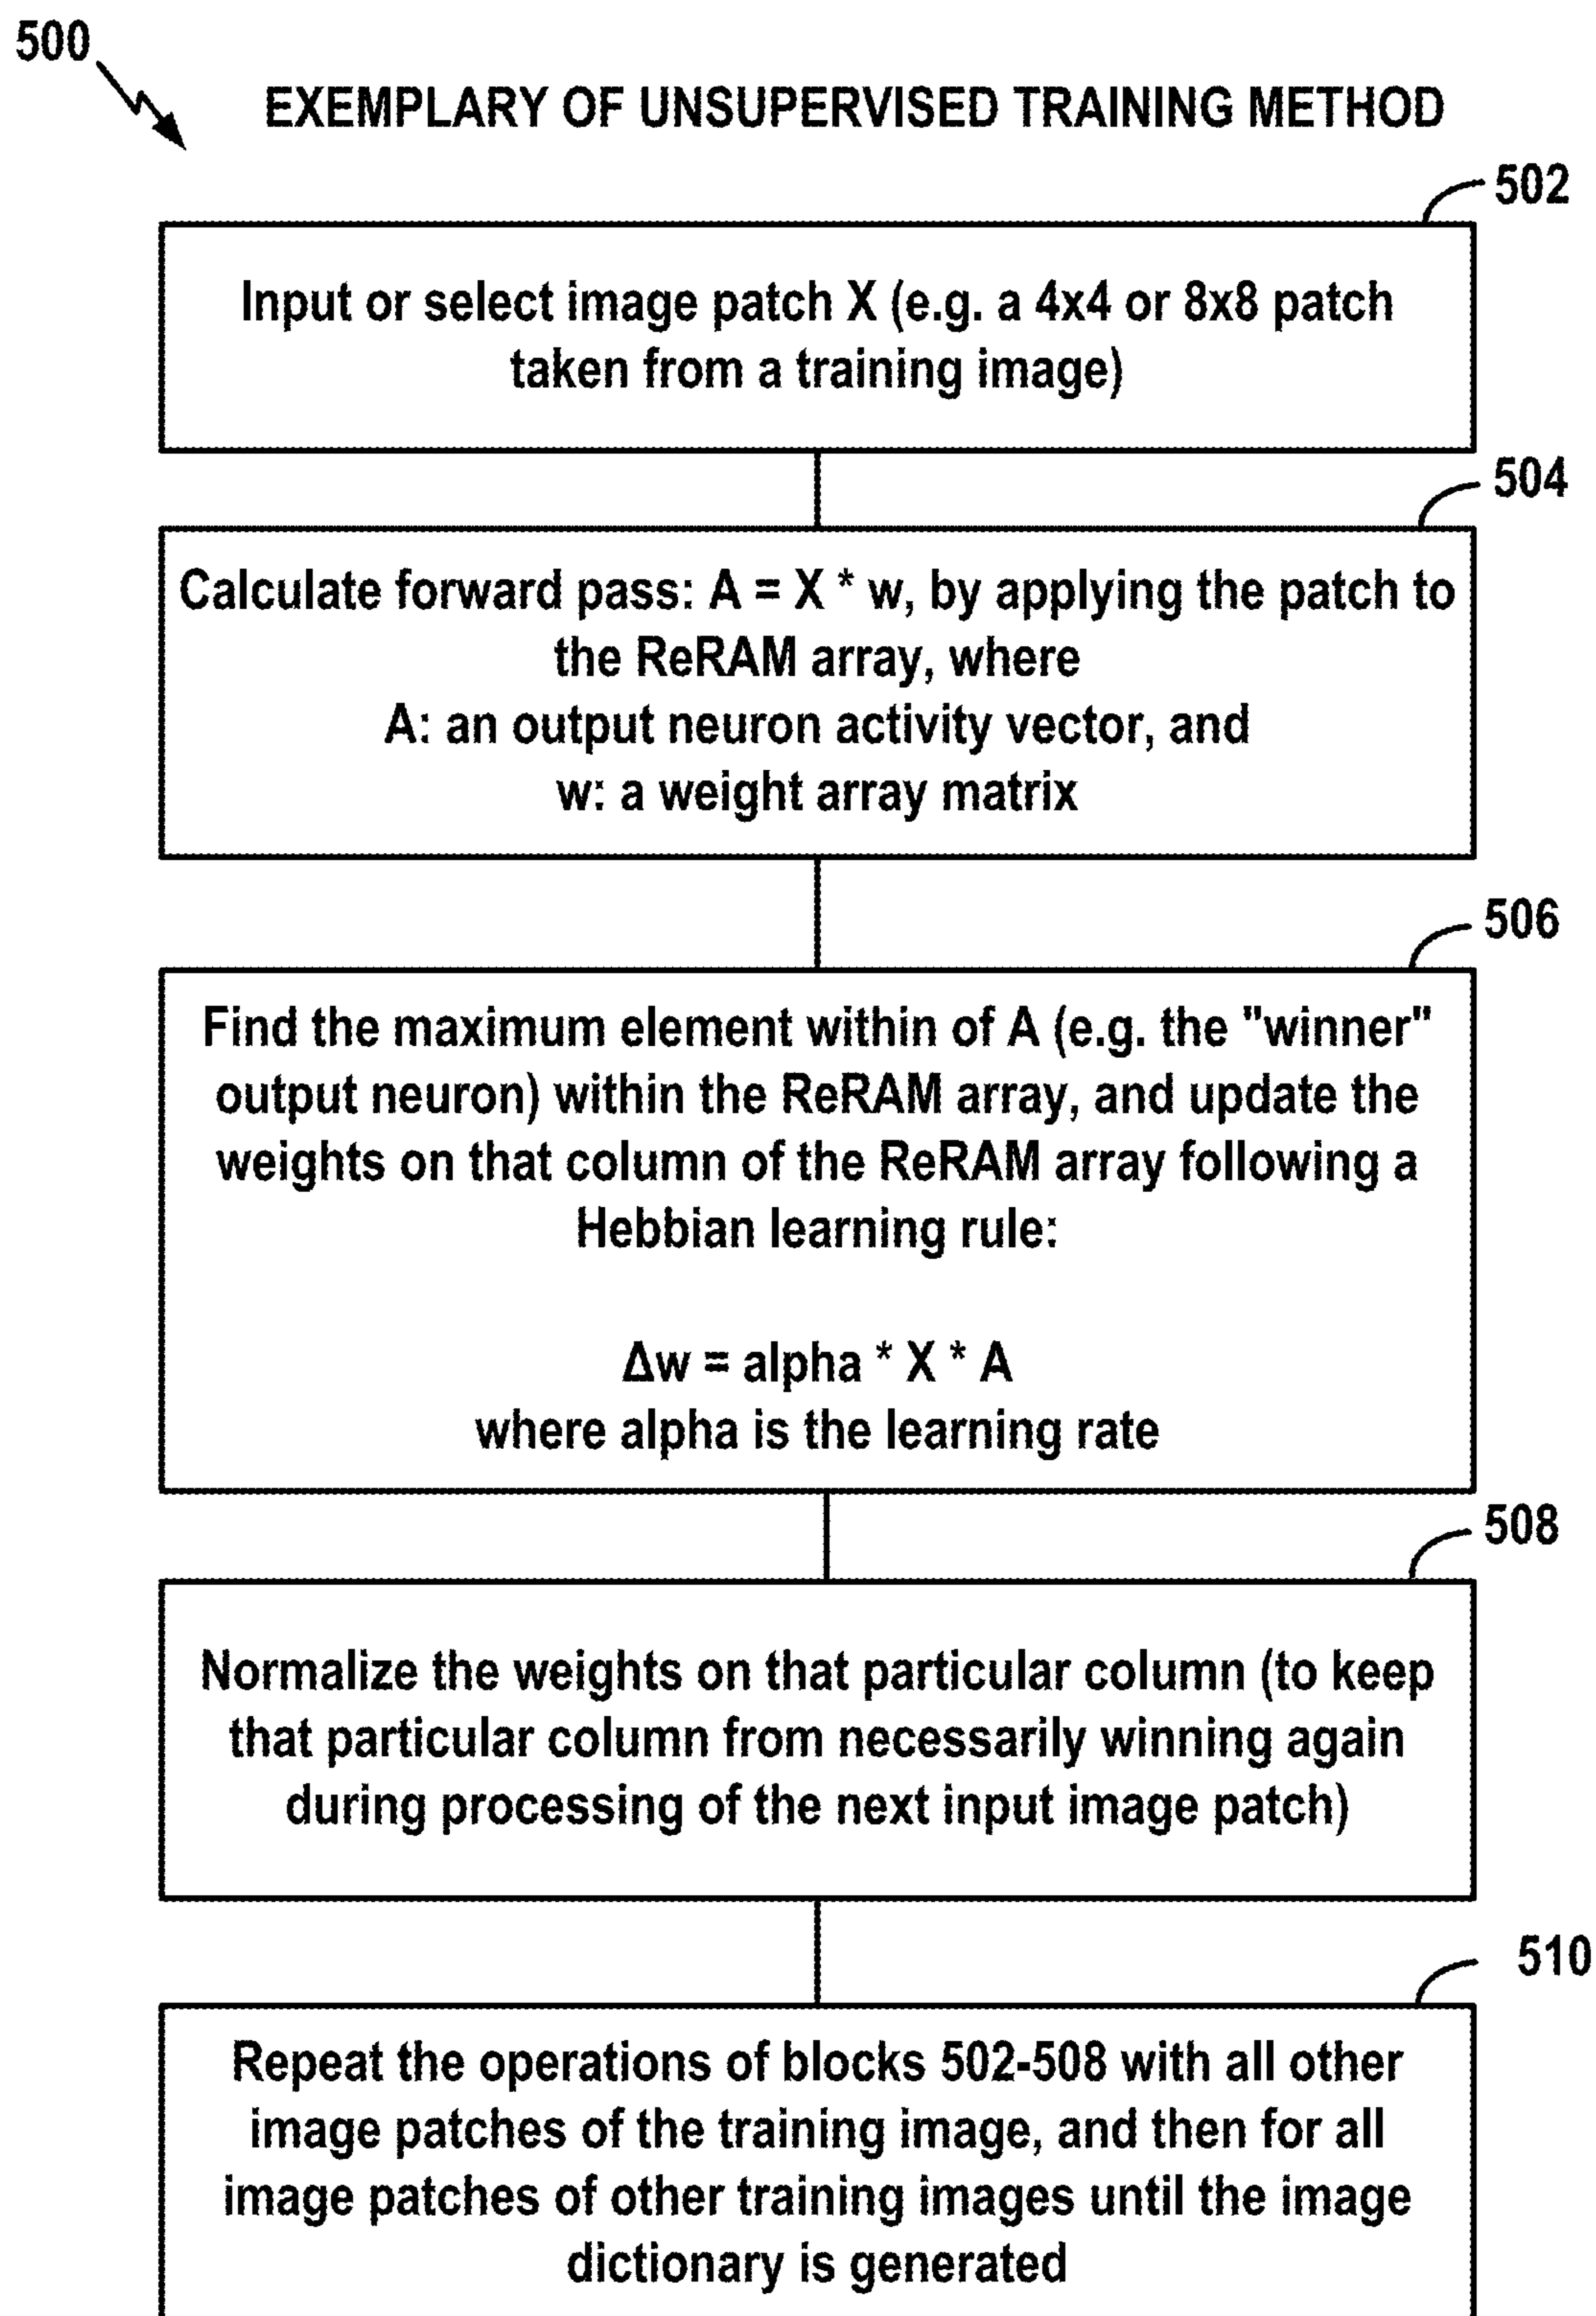 500
EXEMPLARY OF UNSUPERVISED TRAINING METHOD
502
Input or select image patch X (e.g. a 4x4 or 8x8 patch
taken from a training image)
504
Calculate forward pass: A = X * w, by applying the patch to
the ReRAM array, where
A: an output neuron activity vector, and
w: a weight array matrix
506
Find the maximum element within of A (e.g. the "winner"
output neuron) within the ReRAM array, and update the
weights on that column of the ReRAM array following a
Hebbian learning rule:
Δw = alpha * X * A
where alpha is the learning rate
508
Normalize the weights on that particular column (to keep
that particular column from necessarily winning again
during processing of the next input image patch)
510
Repeat the operations of blocks 502-508 with all other
image patches of the training image, and then for all
image patches of other training images until the image
dictionary is generated